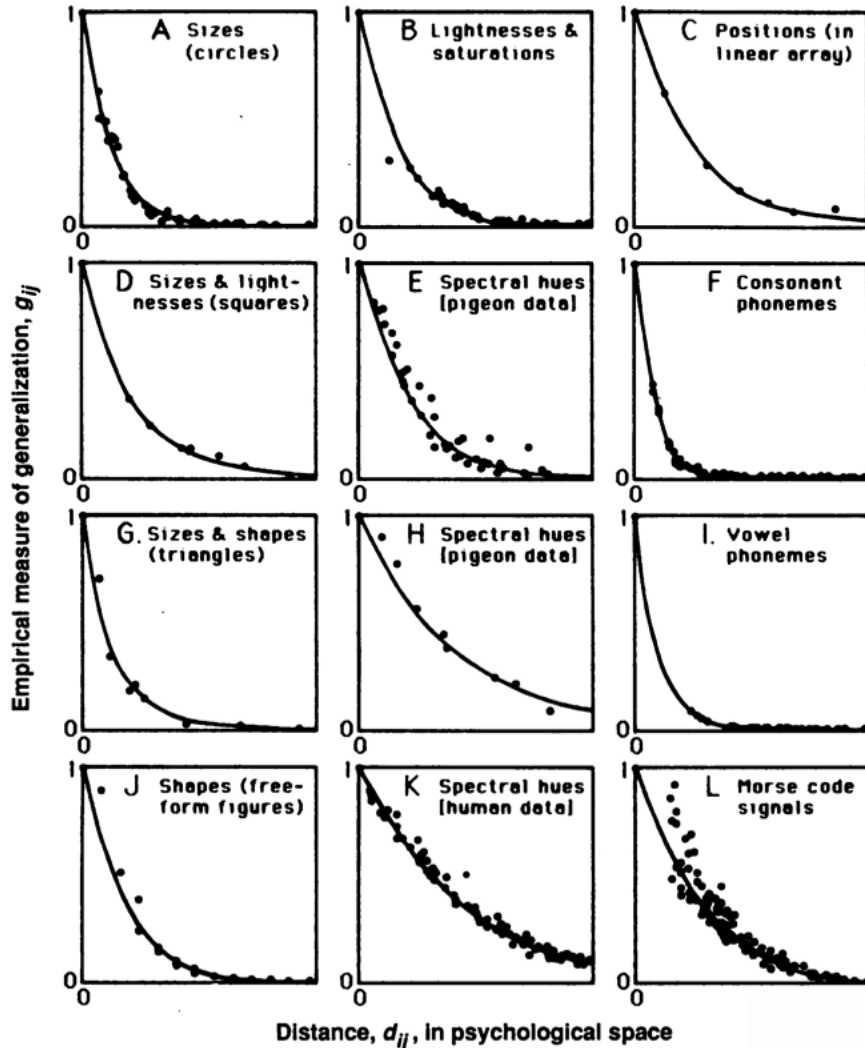 Empirical measure of generalization, g_ij
1
A Sizes
(circles)
0
0
B Lightnesses &
saturations
0
0
1
C Positions (in
linear array)
0
0
1
D Sizes & light-
nesses (squares)
0
0
1
E Spectral hues
[pigeon data]
0
0
1
F Consonant
phonemes
0
0
1
G. Sizes & shapes
(triangles)
0
0
1
H Spectral hues
[pigeon data]
0
0
1
I. Vowel
phonemes
0
0
1
J Shapes (free-
form figures)
0
0
1
K Spectral hues
[human data]
0
0
1
L Morse code
signals
0
0
Distance, d_ij, in psychological space